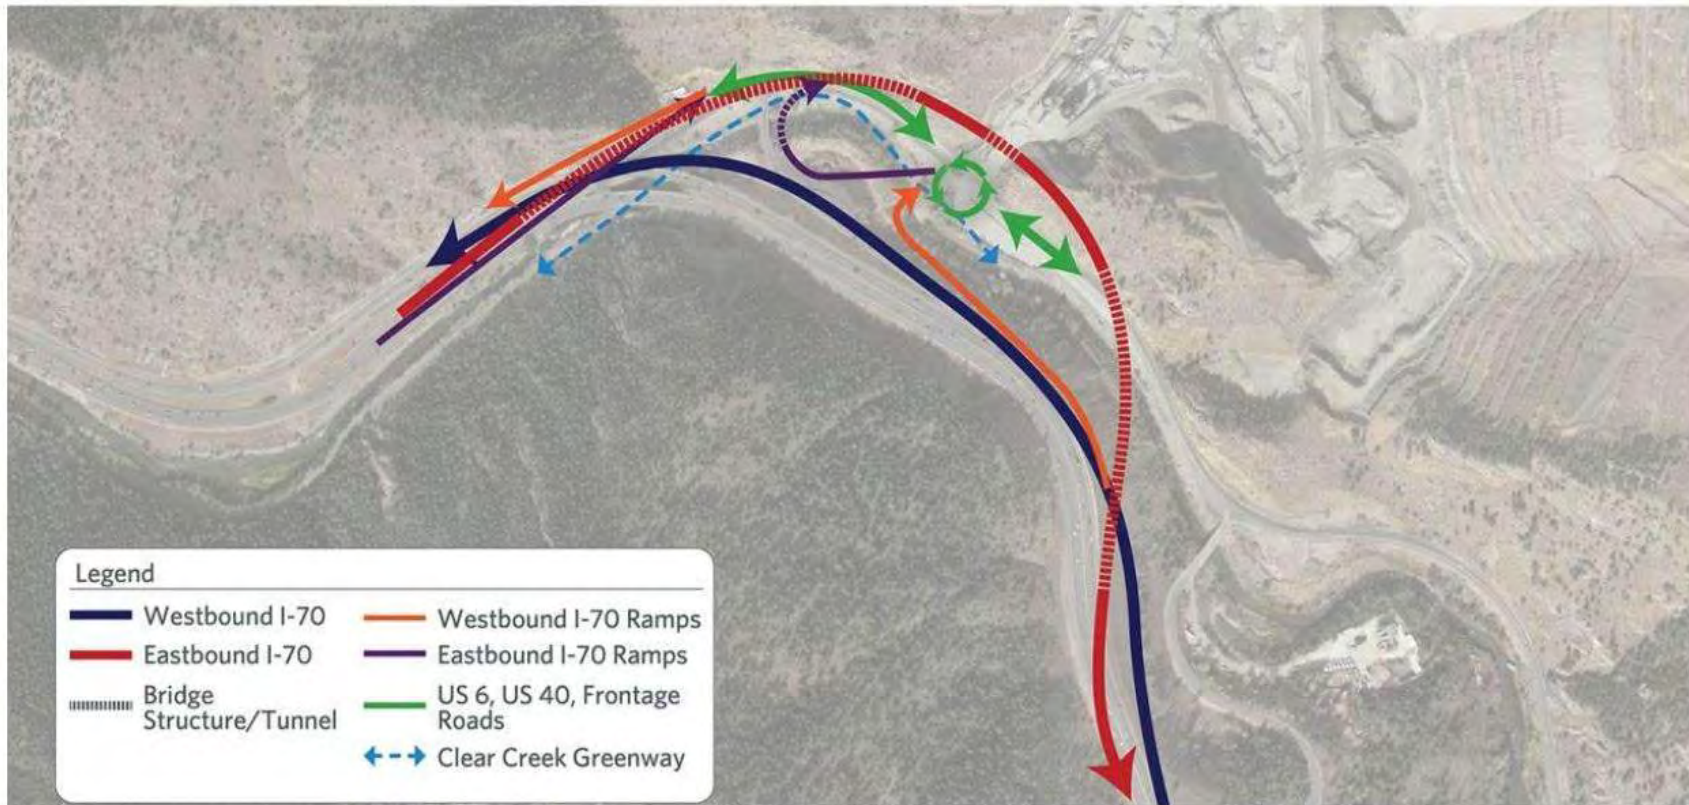 Legend
Westbound I-70
Eastbound I-70
Bridge
Structure/Tunnel
Westbound I-70 Ramps
Eastbound I-70 Ramps
US 6, US 40, Frontage
Roads
Clear Creek Greenway